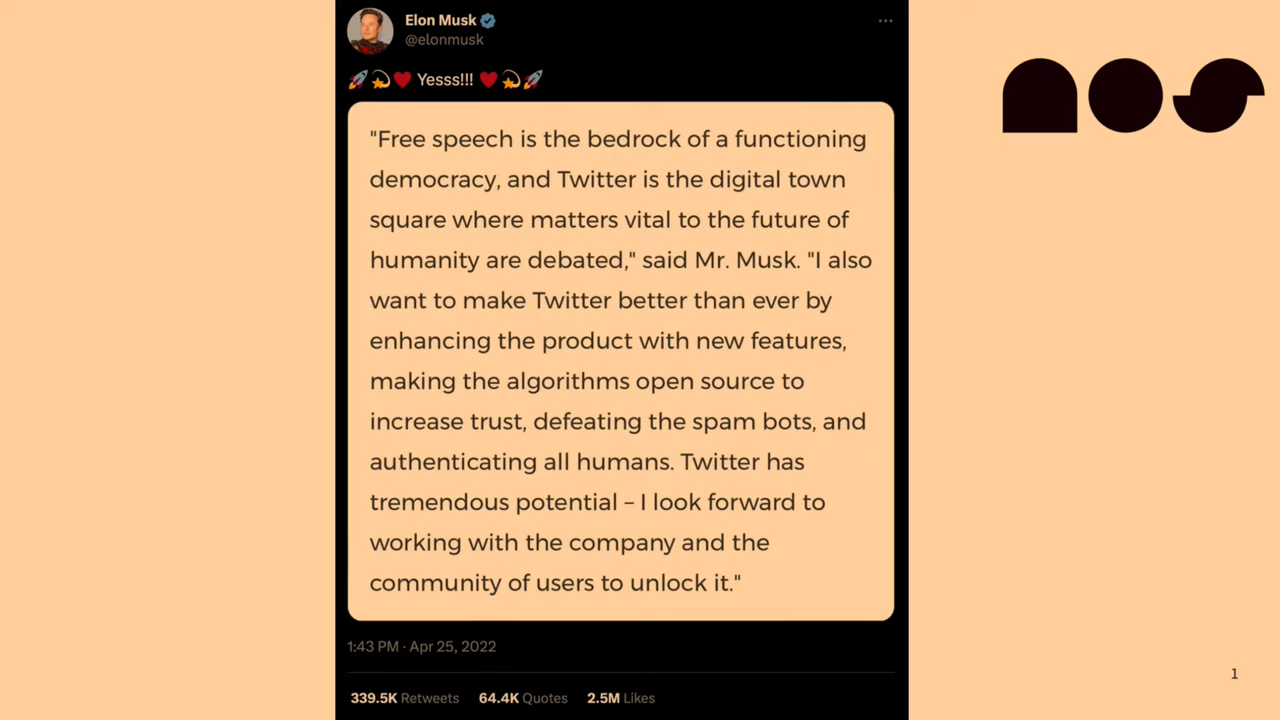 Elon Musk
@elonmusk
🚀💫♥️ Yesss!!! ♥️💫🚀
"Free speech is the bedrock of a functioning
democracy, and Twitter is the digital town
square where matters vital to the future of
humanity are debated," said Mr. Musk. "I also
want to make Twitter better than ever by
enhancing the product with new features,
making the algorithms open source to
increase trust, defeating the spam bots, and
authenticating all humans. Twitter has
tremendous potential – I look forward to
working with the company and the
community of users to unlock it."
1:43 PM · Apr 25, 2022
339.5K Retweets 64.4K Quotes 2.5M Likes
nos
1